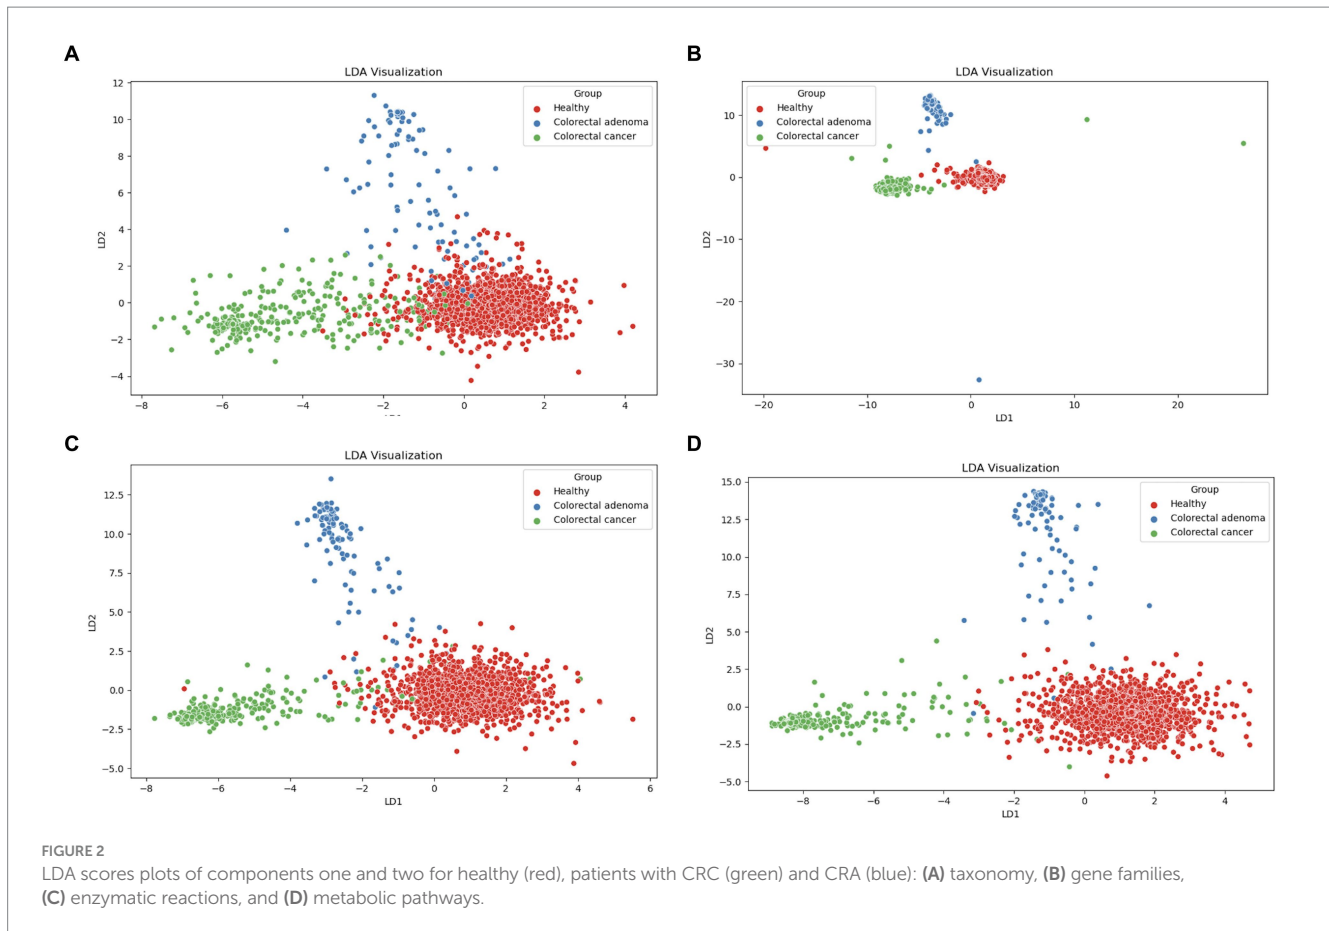 A
LDA Visualization
Group
Healthy
Colorectal adenoma
Colorectal cancer
12
10
8
6
4
2
0
−2
−4
LD2
−8 −6 −4 −2 0 2 4
B
LDA Visualization
Group
Healthy
Colorectal adenoma
Colorectal cancer
10
0
−10
−20
−30
LD2
−20 −10 0 10 20
LD1
C
LDA Visualization
Group
Healthy
Colorectal adenoma
Colorectal cancer
12.5
10.0
7.5
5.0
2.5
0.0
−2.5
−5.0
LD2
−8 −6 −4 −2 0 2 4 6
LD1
D
LDA Visualization
Group
Healthy
Colorectal adenoma
Colorectal cancer
15.0
12.5
10.0
7.5
5.0
2.5
0.0
−2.5
−5.0
LD2
−8 −6 −4 −2 0 2 4
LD1
FIGURE 2
LDA scores plots of components one and two for healthy (red), patients with CRC (green) and CRA (blue): (A) taxonomy, (B) gene families,
(C) enzymatic reactions, and (D) metabolic pathways.